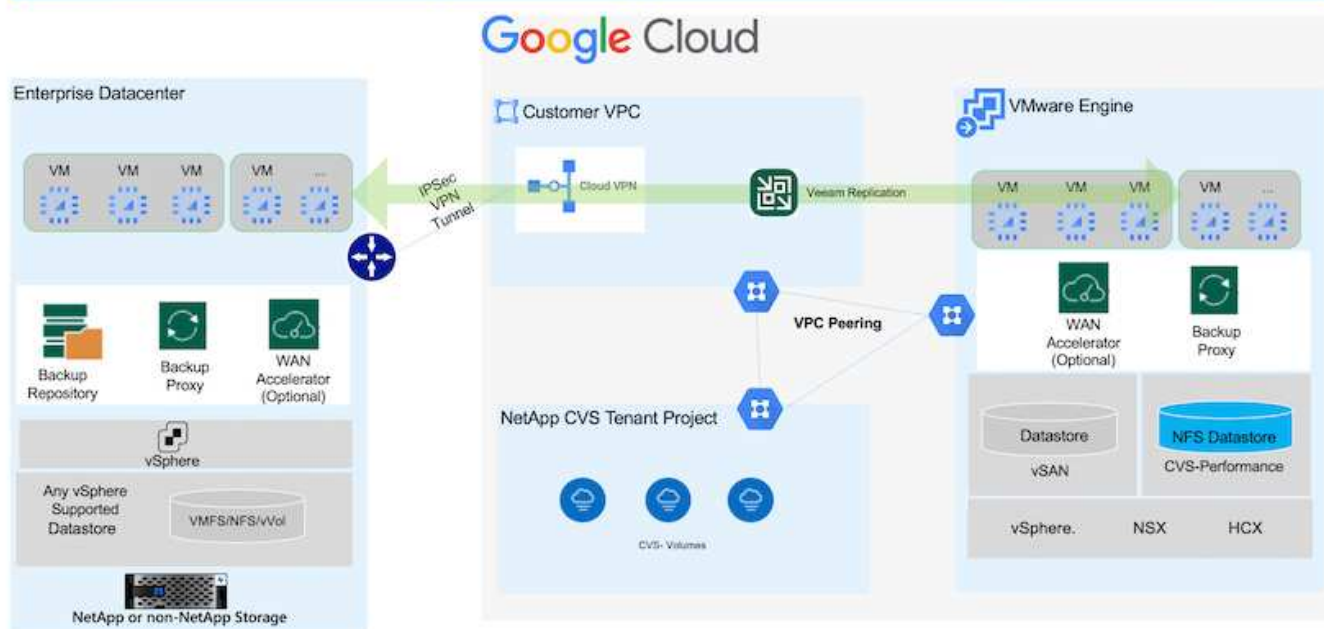 Google Cloud
Enterprise Datacenter
VM VM VM VM ...
IPSec
VPN
Tunnel
Backup
Repository
Backup
Proxy
WAN
Accelerator
(Optional)
vSphere
Any vSphere
Supported
Datastore
VMFS/NFS/vVol
NetApp or non-NetApp Storage
Customer VPC
Cloud VPN
Veeam Replication
VPC Peering
NetApp CVS Tenant Project
CVS- Volumes
VMware Engine
VM VM VM VM ...
WAN
Accelerator
(Optional)
Backup
Proxy
Datastore
vSAN
NFS Datastore
CVS-Performance
vSphere. NSX HCX